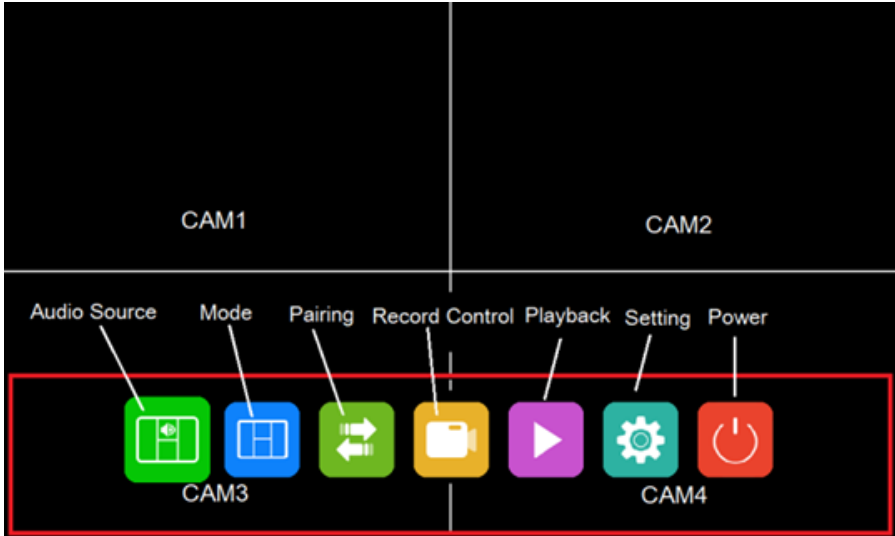 CAM1
CAM2
Audio Source
Mode
Pairing
Record Control
Playback
Setting
Power
CAM3
CAM4